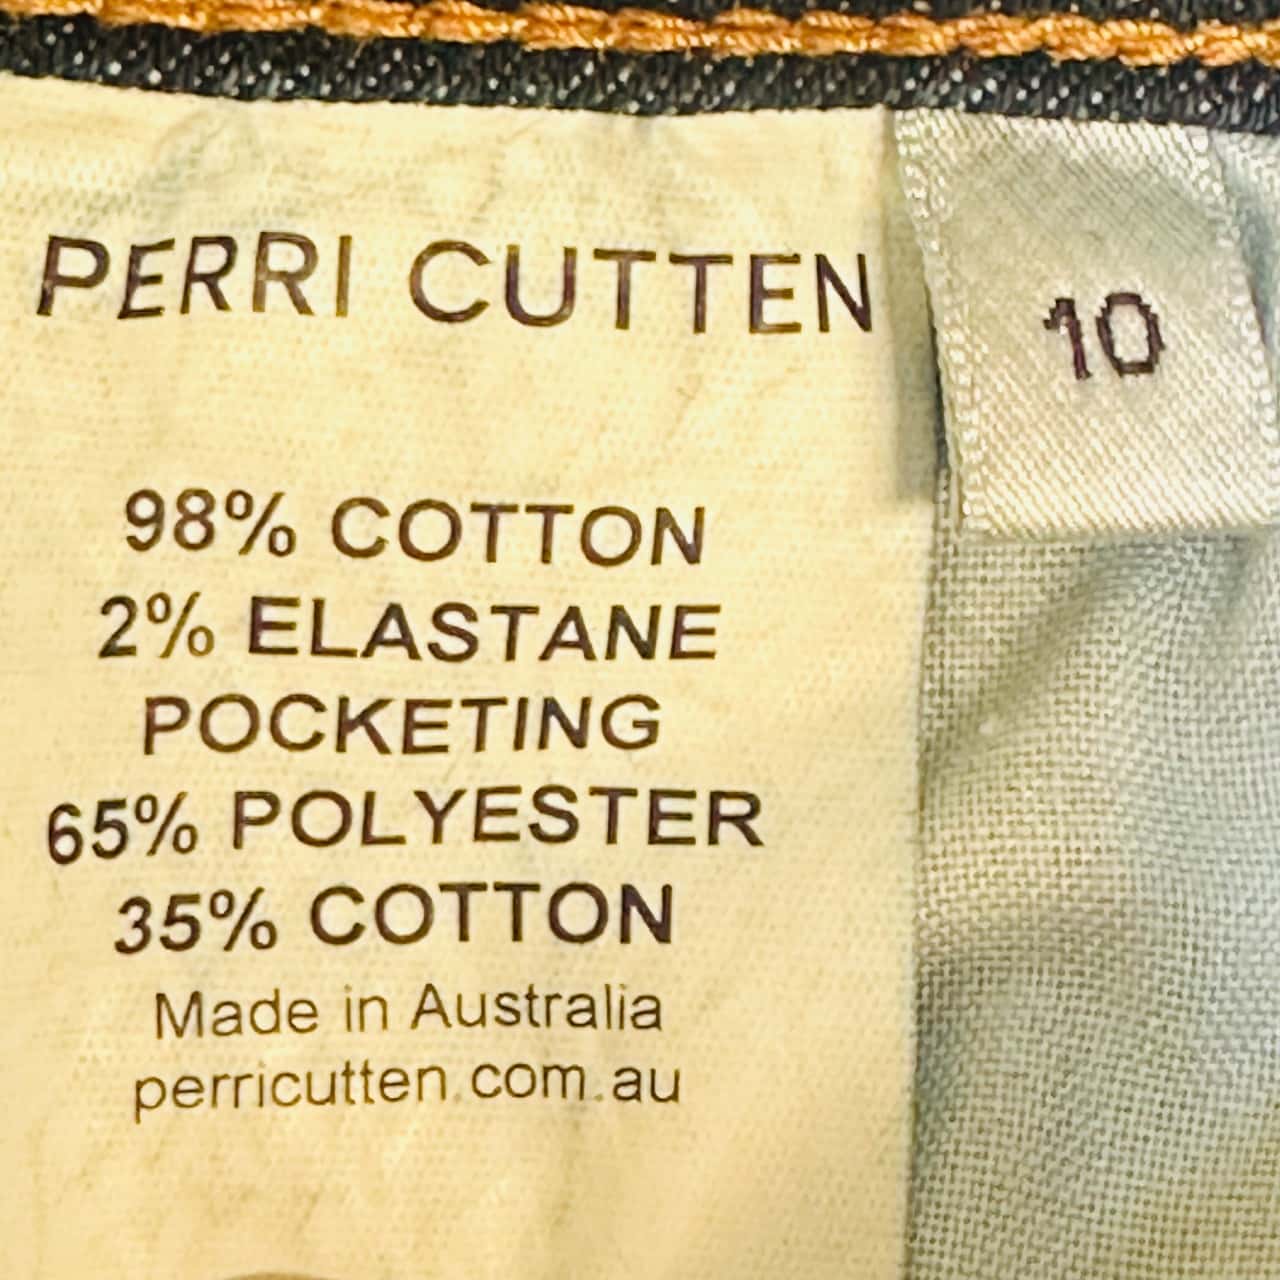 PERRI CUTTEN
10
98% COTTON
2% ELASTANE
POCKETING
65% POLYESTER
35% COTTON
Made in Australia
perricutten.com.au